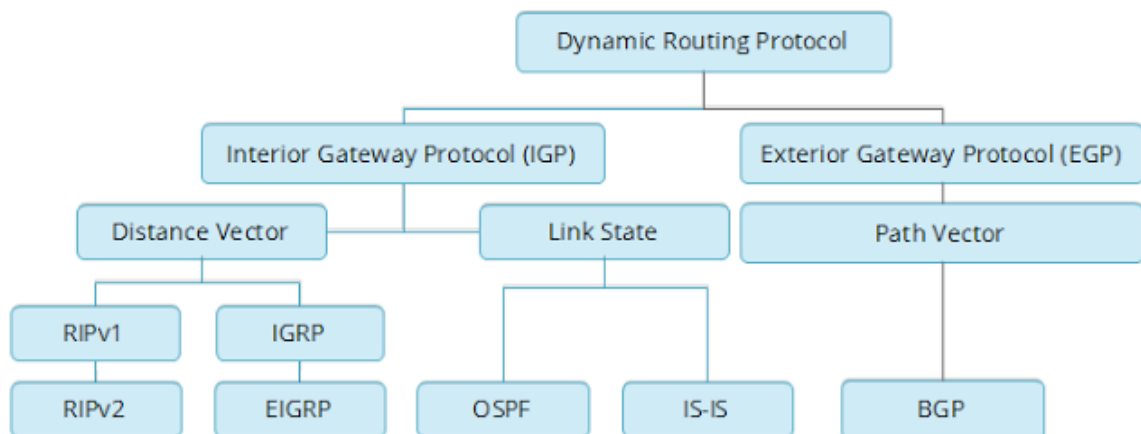 Dynamic Routing Protocol
Interior Gateway Protocol (IGP)
Exterior Gateway Protocol (EGP)
Distance Vector
Link State
Path Vector
RIPv1
IGRP
RIPv2
EIGRP
OSPF
IS-IS
BGP